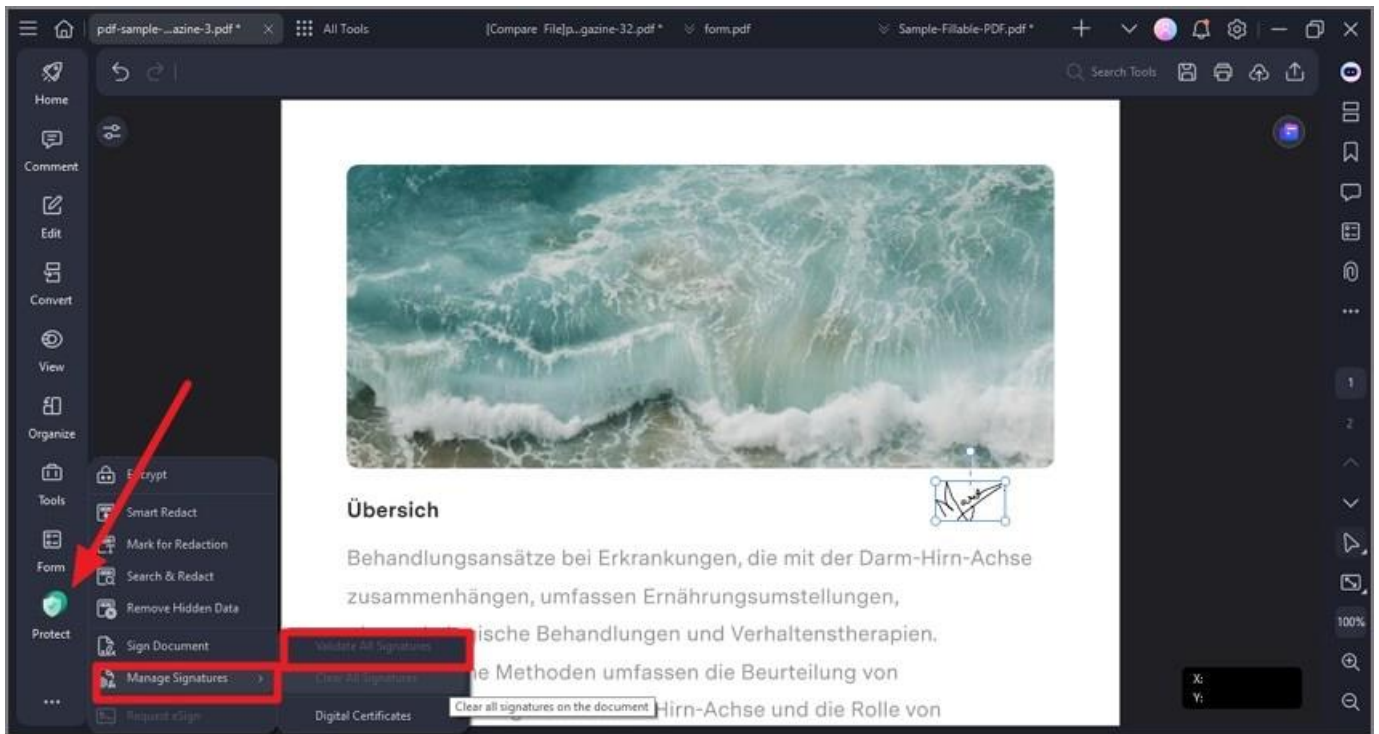 pdf-sample-...azine-3.pdf *
All Tools
[Compare File]p...gazine-32.pdf *
form.pdf
Sample-Fillable-PDF.pdf *
Search Tools
Home
Comment
Edit
Convert
View
Organize
Tools
Form
Protect
Encrypt
Smart Redact
Mark for Redaction
Search & Redact
Remove Hidden Data
Sign Document
Manage Signatures
Request eSign
Validate All Signatures
Clear All Signatures
Digital Certificates
Clear all signatures on the document
Übersich
Behandlungsansätze bei Erkrankungen, die mit der Darm-Hirn-Achse
zusammenhängen, umfassen Ernährungsumstellungen,
ische Behandlungen und Verhaltenstherapien.
e Methoden umfassen die Beurteilung von
Hirn-Achse und die Rolle von
1
2
100%
X:
Y: